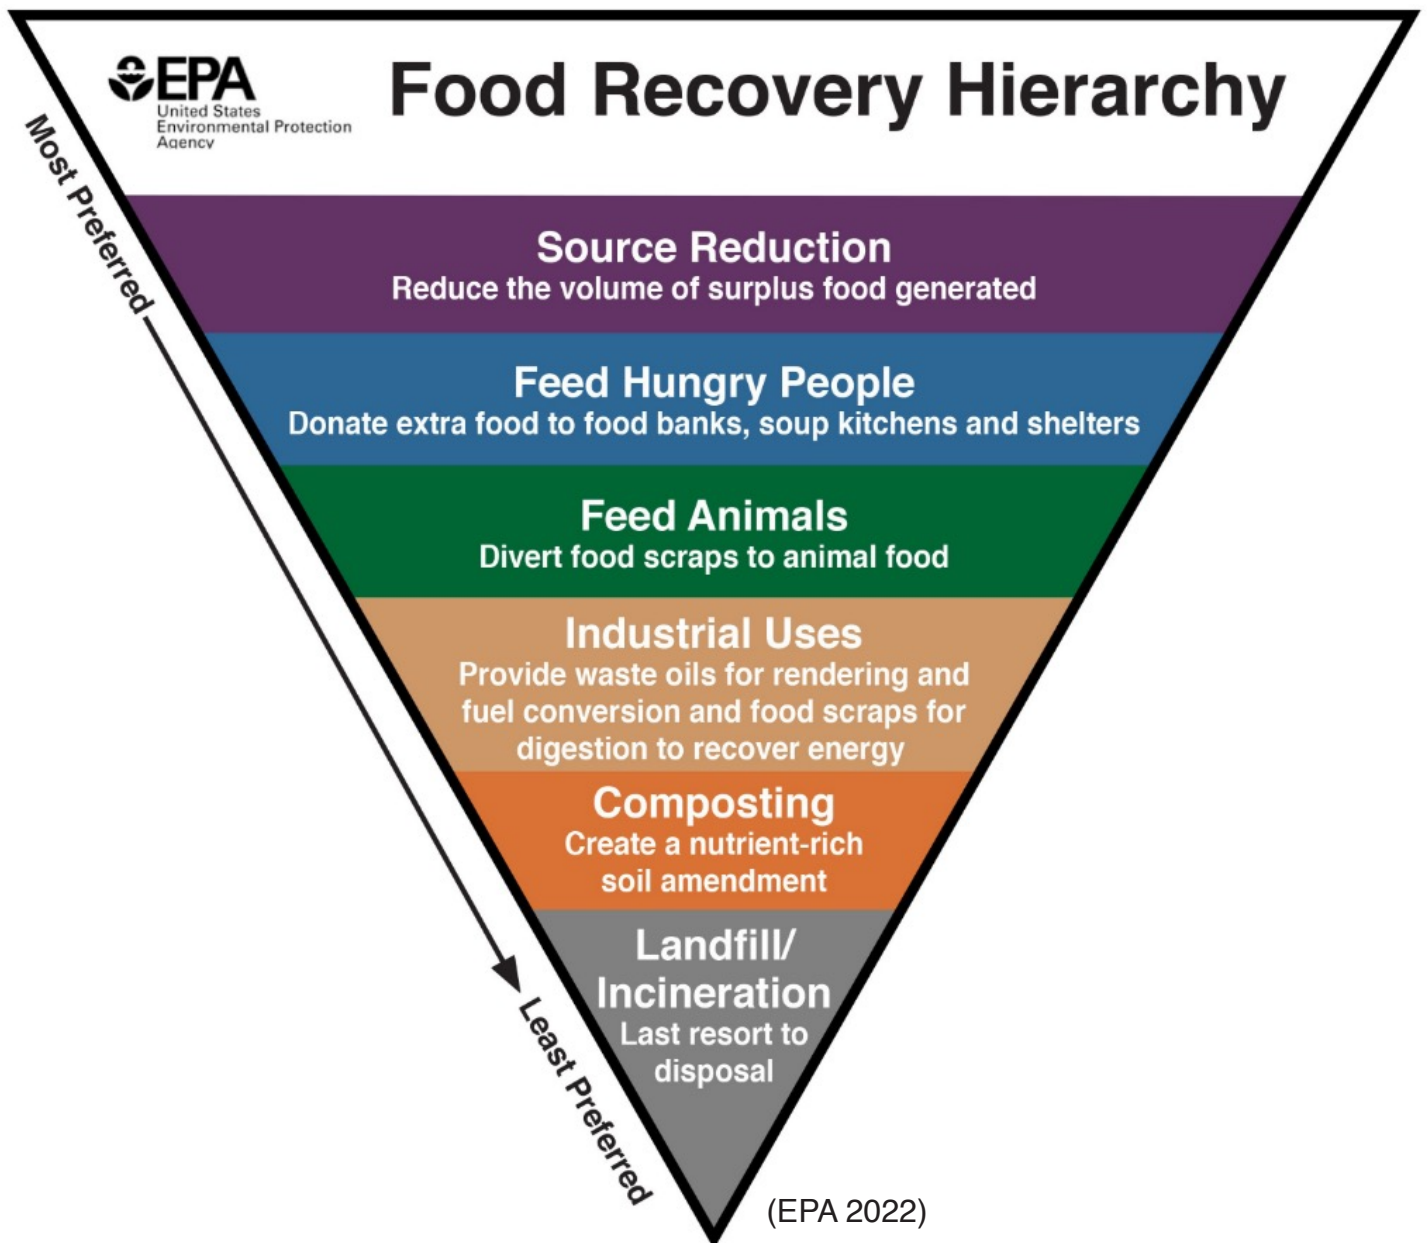 EPA
United States
Environmental Protection
Agency
Food Recovery Hierarchy
Most Preferred
Source Reduction
Reduce the volume of surplus food generated
Feed Hungry People
Donate extra food to food banks, soup kitchens and shelters
Feed Animals
Divert food scraps to animal food
Industrial Uses
Provide waste oils for rendering and
fuel conversion and food scraps for
digestion to recover energy
Composting
Create a nutrient-rich
soil amendment
Landfill/
Incineration
Last resort to
disposal
Least Preferred
(EPA 2022)